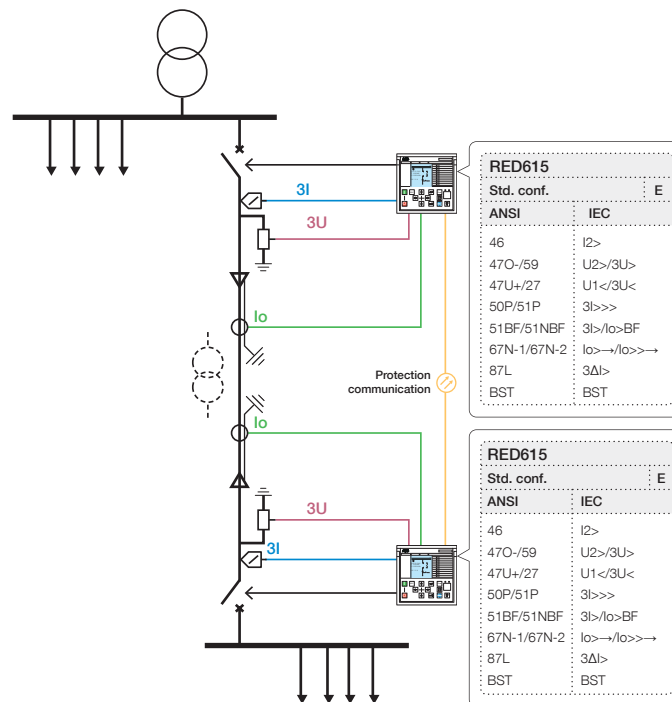 3I
3U
Io
Protection
communication
Io
3U
3I
RED615
Std. conf. E
ANSI IEC
46 I2>
47O-/59 U2>/3U>
47U+/27 U1</3U<
50P/51P 3I>>>
51BF/51NBF 3I>/Io>BF
67N-1/67N-2 Io>→/Io>>→
87L 3ΔI>
BST BST
RED615
Std. conf. E
ANSI IEC
46 I2>
47O-/59 U2>/3U>
47U+/27 U1</3U<
50P/51P 3I>>>
51BF/51NBF 3I>/Io>BF
67N-1/67N-2 Io>→/Io>>→
87L 3ΔI>
BST BST